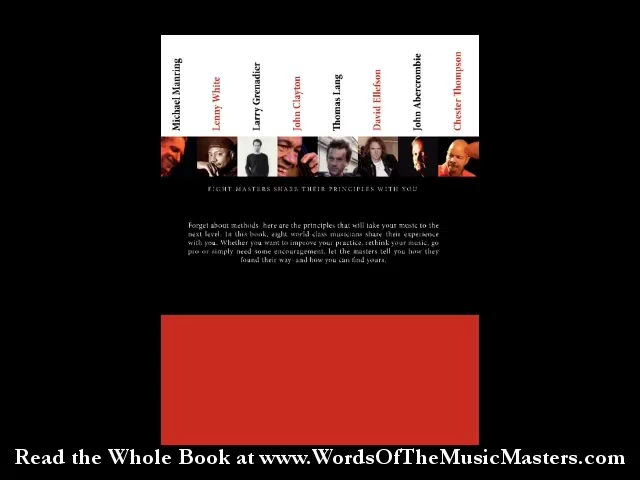 Michael Manring
Lenny White
Larry Grenadier
John Clayton
Thomas Lang
David Ellefson
John Abercrombie
Chester Thompson
EIGHT MASTERS SHARE THEIR PRINCIPLES WITH YOU
Forget about methods–here are the principles that will take your music to the
next level. In this book, eight world class musicians share their experience
with you. Whether you want to improve your practice, rethink your music, go
pro or simply need some encouragement, let the masters tell you how they
found their way–and how you can find yours.
Read the Whole Book at www.WordsOfTheMusicMasters.com